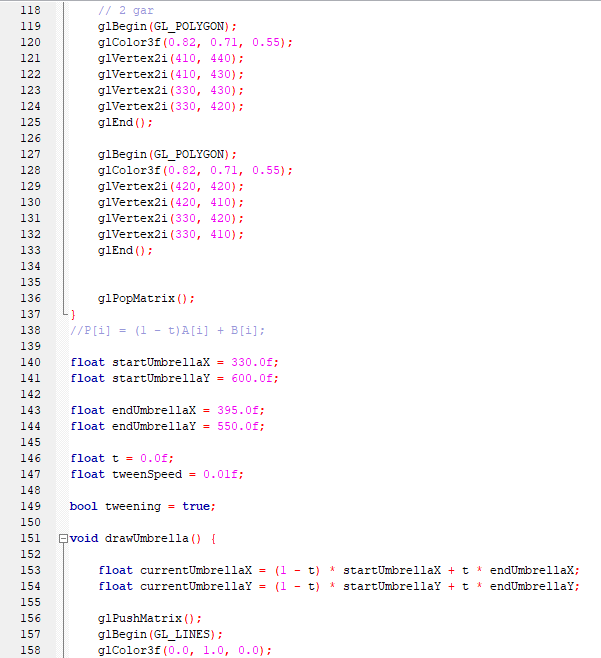 118 // 2 gar
119 glBegin(GL_POLYGON);
120 glColor3f(0.82, 0.71, 0.55);
121 glVertex2i(410, 440);
122 glVertex2i(410, 430);
123 glVertex2i(330, 430);
124 glVertex2i(330, 420);
125 glEnd();
126
127 glBegin(GL_POLYGON);
128 glColor3f(0.82, 0.71, 0.55);
129 glVertex2i(420, 420);
130 glVertex2i(420, 410);
131 glVertex2i(330, 420);
132 glVertex2i(330, 410);
133 glEnd();
134
135
136 glPopMatrix();
137 }
138 //P[i] = (1 - t)A[i] + B[i];
139
140 float startUmbrellaX = 330.0f;
141 float startUmbrellaY = 600.0f;
142
143 float endUmbrellaX = 395.0f;
144 float endUmbrellaY = 550.0f;
145
146 float t = 0.0f;
147 float tweenSpeed = 0.01f;
148
149 bool tweening = true;
150
151 void drawUmbrella() {
152
153 float currentUmbrellaX = (1 - t) * startUmbrellaX + t * endUmbrellaX;
154 float currentUmbrellaY = (1 - t) * startUmbrellaY + t * endUmbrellaY;
155
156 glPushMatrix();
157 glBegin(GL_LINES);
158 glColor3f(0.0, 1.0, 0.0);